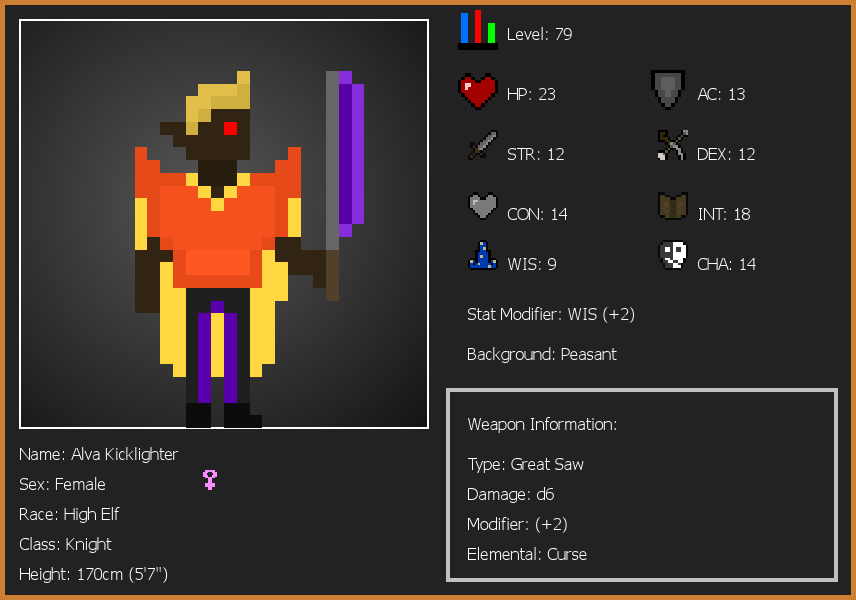 Level: 79
HP: 23
AC: 13
STR: 12
DEX: 12
CON: 14
INT: 18
WIS: 9
CHA: 14
Stat Modifier: WIS (+2)
Background: Peasant
Name: Alva Kicklighter
Sex: Female
Race: High Elf
Class: Knight
Height: 170cm (5'7")
Weapon Information:
Type: Great Saw
Damage: d6
Modifier: (+2)
Elemental: Curse